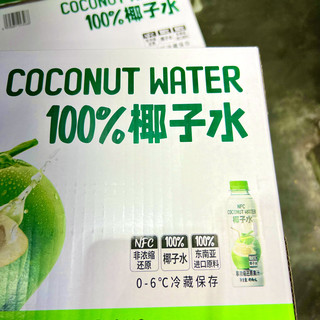 COCONUT WATER
100%椰子水
COCONUT WATER
100%椰子水
NFC
非浓缩
还原
100%
椰子水
100%
东南亚
进口原料
0-6℃冷藏保存
NFC
COCONUT WATER
椰子水